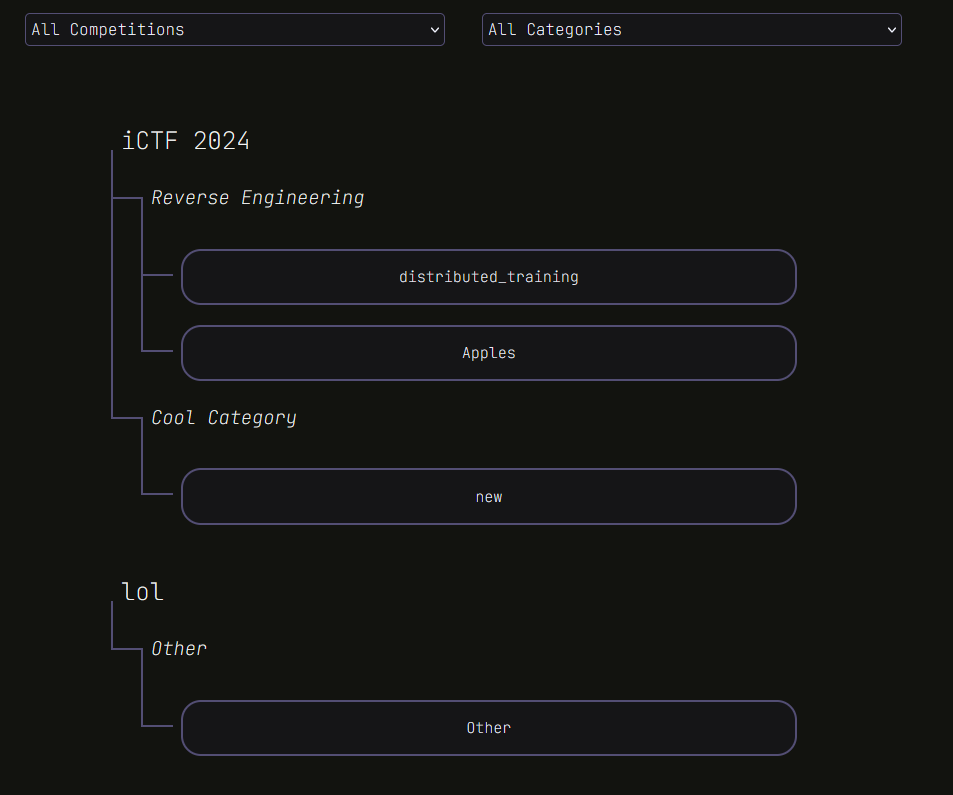 All Competitions
All Categories
iCTF 2024
Reverse Engineering
distributed_training
Apples
Cool Category
new
lol
Other
Other